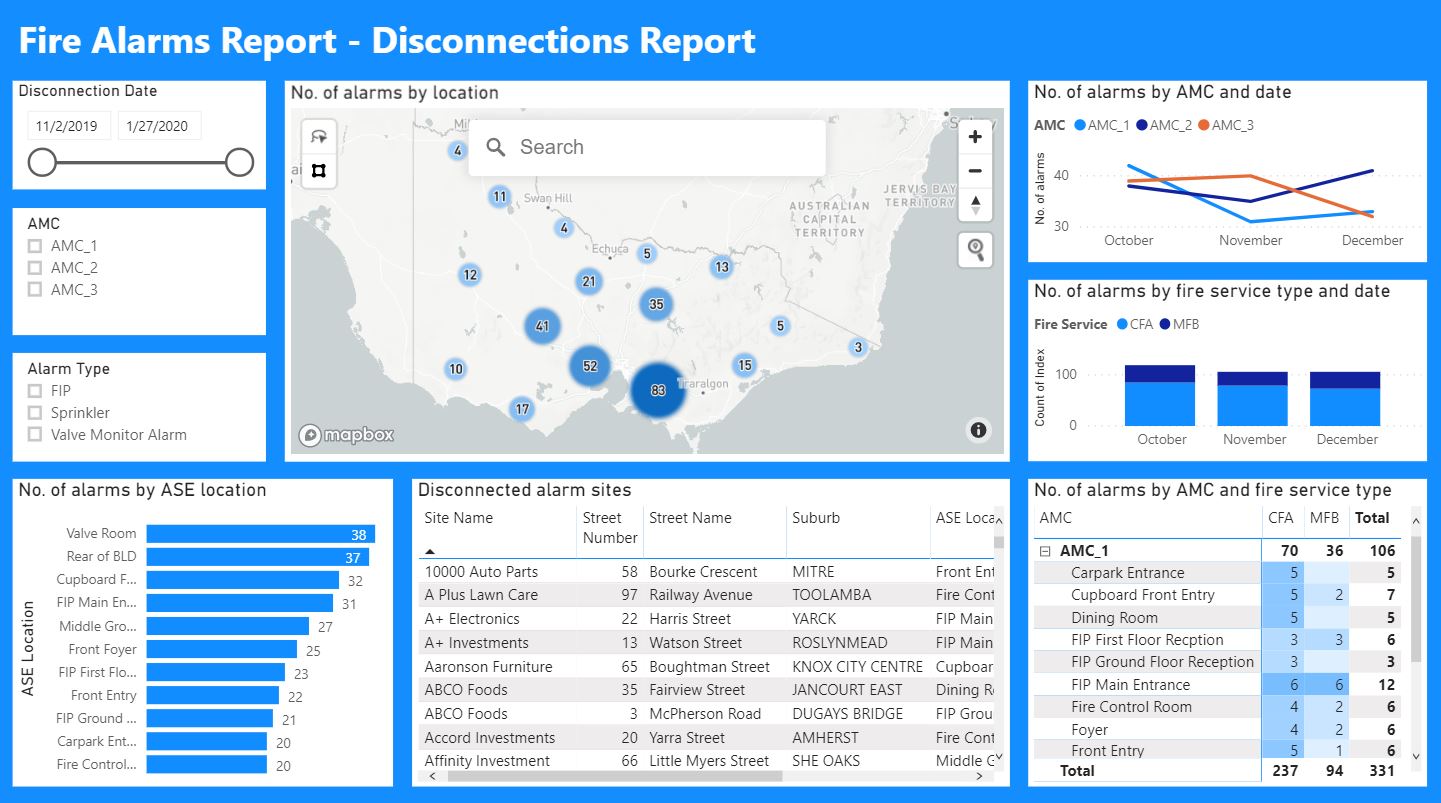 Fire Alarms Report - Disconnections Report
Disconnection Date
11/2/2019 1/27/2020
AMC
AMC_1
AMC_2
AMC_3
Alarm Type
FIP
Sprinkler
Valve Monitor Alarm
No. of alarms by location
Search
4
11
Swan Hill
JERVIS BAY
TERRITORY
AUSTRALIAN
CAPITAL
TERRITORY
4
Echuca
5
13
12
21
35
41
5
3
52
15
10
83
Traralgon
17
mapbox
No. of alarms by AMC and date
AMC AMC_1 AMC_2 AMC_3
No. of alarms
40
30
October November December
No. of alarms by fire service type and date
Fire Service CFA MFB
Count of Index
100
0
October November December
No. of alarms by ASE location
ASE Location
Valve Room 38
Rear of BLD 37
Cupboard F... 32
FIP Main En... 31
Middle Gro... 27
Front Foyer 25
FIP First Flo... 23
Front Entry 22
FIP Ground ... 21
Carpark Ent... 20
Fire Control... 20
Disconnected alarm sites
Site Name Street Number Street Name Suburb ASE Loca
10000 Auto Parts 58 Bourke Crescent MITRE Front Ent
A Plus Lawn Care 97 Railway Avenue TOOLAMBA Fire Cont
A+ Electronics 22 Harris Street YARCK FIP Main
A+ Investments 13 Watson Street ROSLYNMEAD FIP Main
Aaronson Furniture 65 Boughtman Street KNOX CITY CENTRE Cupboar
ABCO Foods 35 Fairview Street JANCOURT EAST Dining R
ABCO Foods 3 McPherson Road DUGAYS BRIDGE FIP Grou
Accord Investments 20 Yarra Street AMHERST Fire Cont
Affinity Investment 66 Little Myers Street SHE OAKS Middle G
No. of alarms by AMC and fire service type
AMC CFA MFB Total
AMC_1 70 36 106
Carpark Entrance 5 5
Cupboard Front Entry 5 2 7
Dining Room 5 5
FIP First Floor Reception 3 3 6
FIP Ground Floor Reception 3 3
FIP Main Entrance 6 6 12
Fire Control Room 4 2 6
Foyer 4 2 6
Front Entry 5 1 6
Total 237 94 331